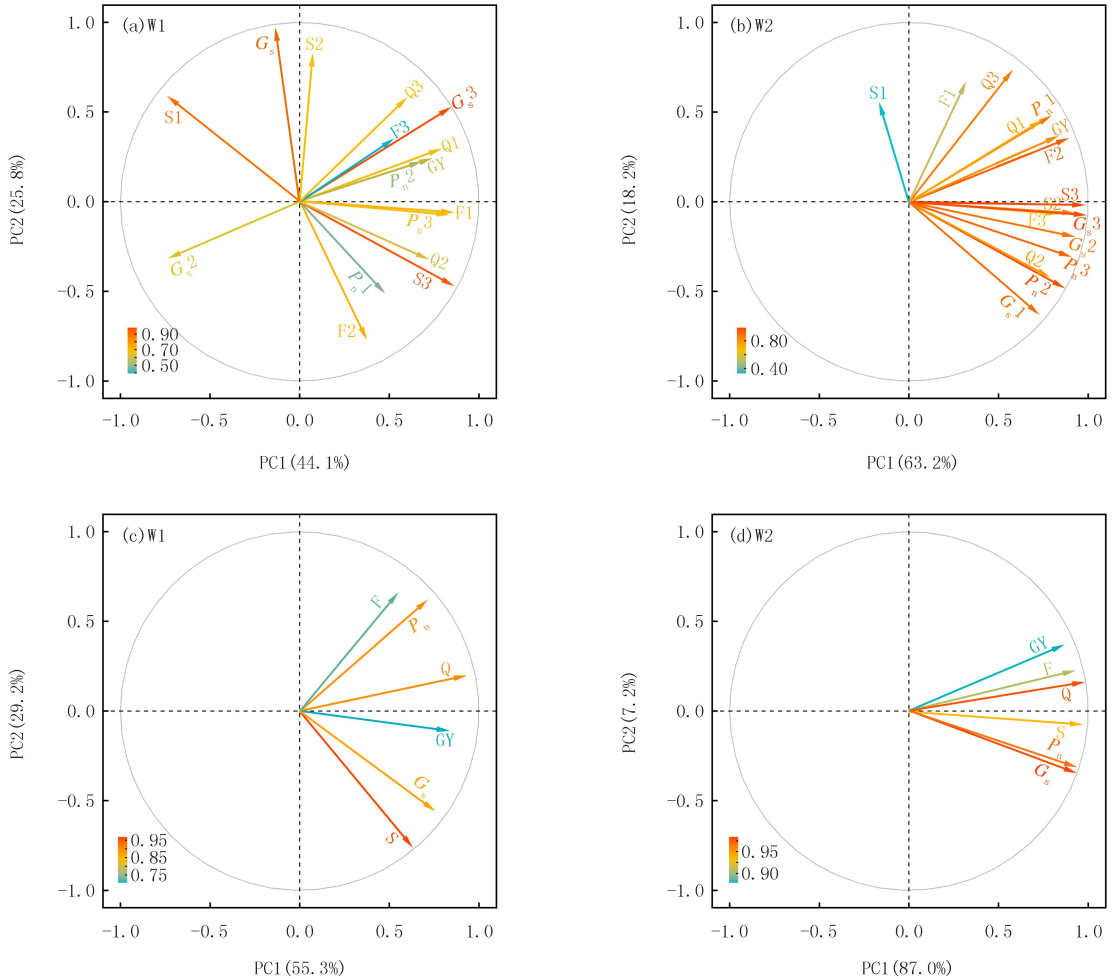 (a)W1
1.0
0.5
0.0
-0.5
-1.0
PC2(25.8%)
Gs
S2
S1
Q3
Gs3
F3
Q1
GY
Pn2
F1
Pn3
Gs2
Q2
Pn1
S3
F2
0.90
0.70
0.50
-1.0 -0.5 0.0 0.5 1.0
PC1(44.1%)
(b)W2
1.0
0.5
0.0
-0.5
-1.0
PC2(18.2%)
S1
F1
Q3
Pn1
Q1
GY
F2
S3
S2
F3
Gs3
Gs2
Q2
Pn3
Pn2
Gs1
0.80
0.40
-1.0 -0.5 0.0 0.5 1.0
PC1(63.2%)
(c)W1
1.0
0.5
0.0
-0.5
-1.0
PC2(29.2%)
F
Pn
Q
GY
Gs
S
0.95
0.85
0.75
-1.0 -0.5 0.0 0.5 1.0
PC1(55.3%)
(d)W2
1.0
0.5
0.0
-0.5
-1.0
PC2(7.2%)
GY
F
Q
S
Pn
Gs
0.95
0.90
-1.0 -0.5 0.0 0.5 1.0
PC1(87.0%)